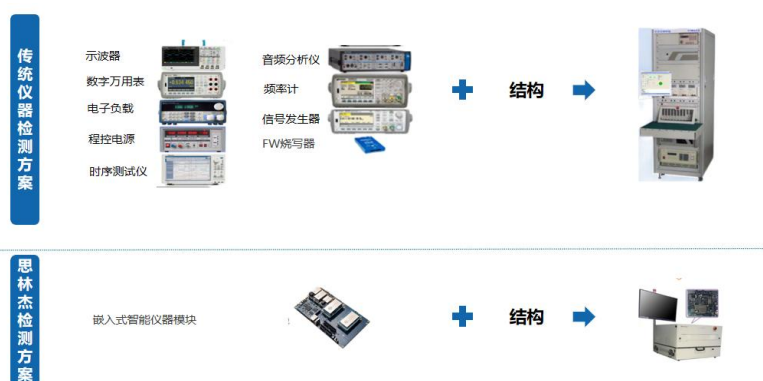 传统仪器检测方案
示波器
数字万用表
电子负载
程控电源
时序测试仪
音频分析仪
频率计
信号发生器
FW烧写器
结构
思林杰检测方案
嵌入式智能仪器模块
结构